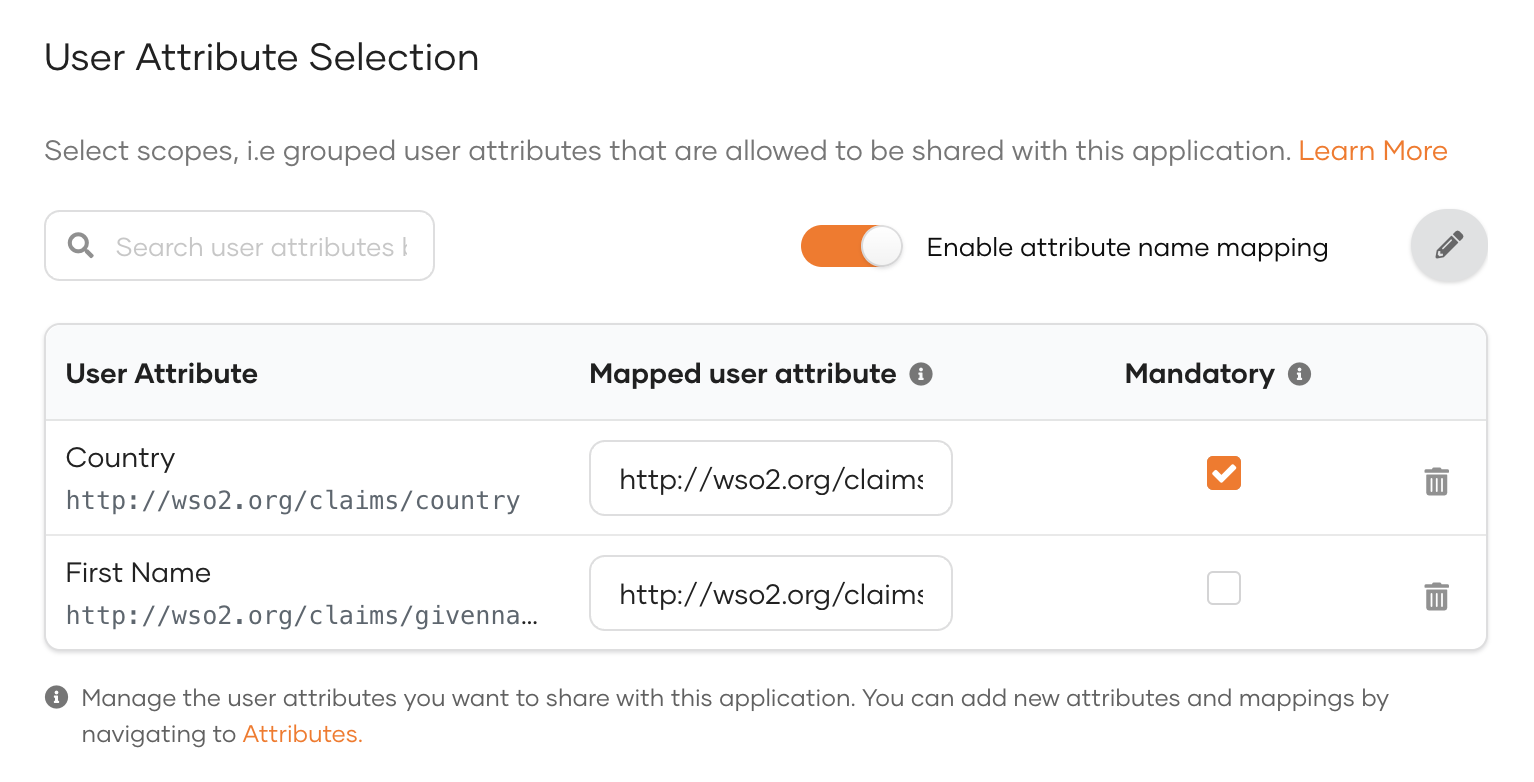 User Attribute Selection
Select scopes, i.e grouped user attributes that are allowed to be shared with this application. Learn More
Search user attributes
Enable attribute name mapping
User Attribute Mapped user attribute Mandatory
Country
http://wso2.org/claims/country
http://wso2.org/claims
First Name
http://wso2.org/claims/givenna...
http://wso2.org/claims
Manage the user attributes you want to share with this application. You can add new attributes and mappings by
navigating to Attributes.